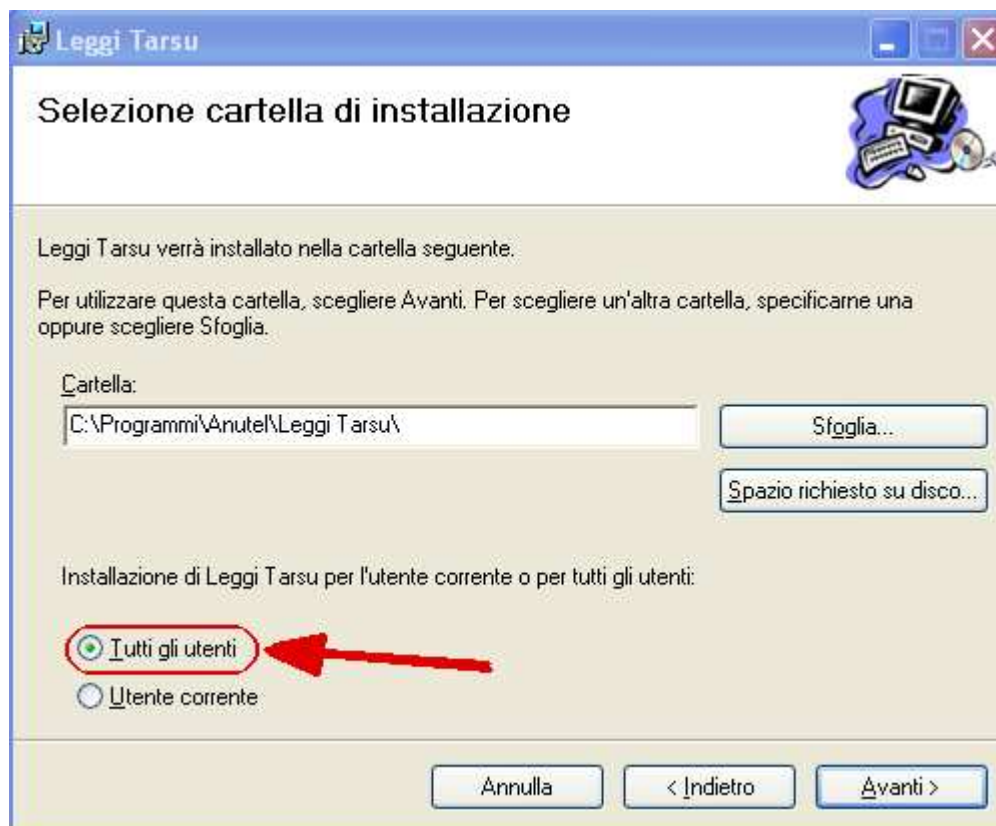 Leggi Tarsu
Selezione cartella di installazione
Leggi Tarsu verrà installato nella cartella seguente.
Per utilizzare questa cartella, scegliere Avanti. Per scegliere un'altra cartella, specificarne una
oppure scegliere Sfoglia.
Cartella:
C:\Programmi\Anutel\Leggi Tarsu\
Sfoglia...
Spazio richiesto su disco...
Installazione di Leggi Tarsu per l'utente corrente o per tutti gli utenti:
Tutti gli utenti
Utente corrente
Annulla
< Indietro
Avanti >